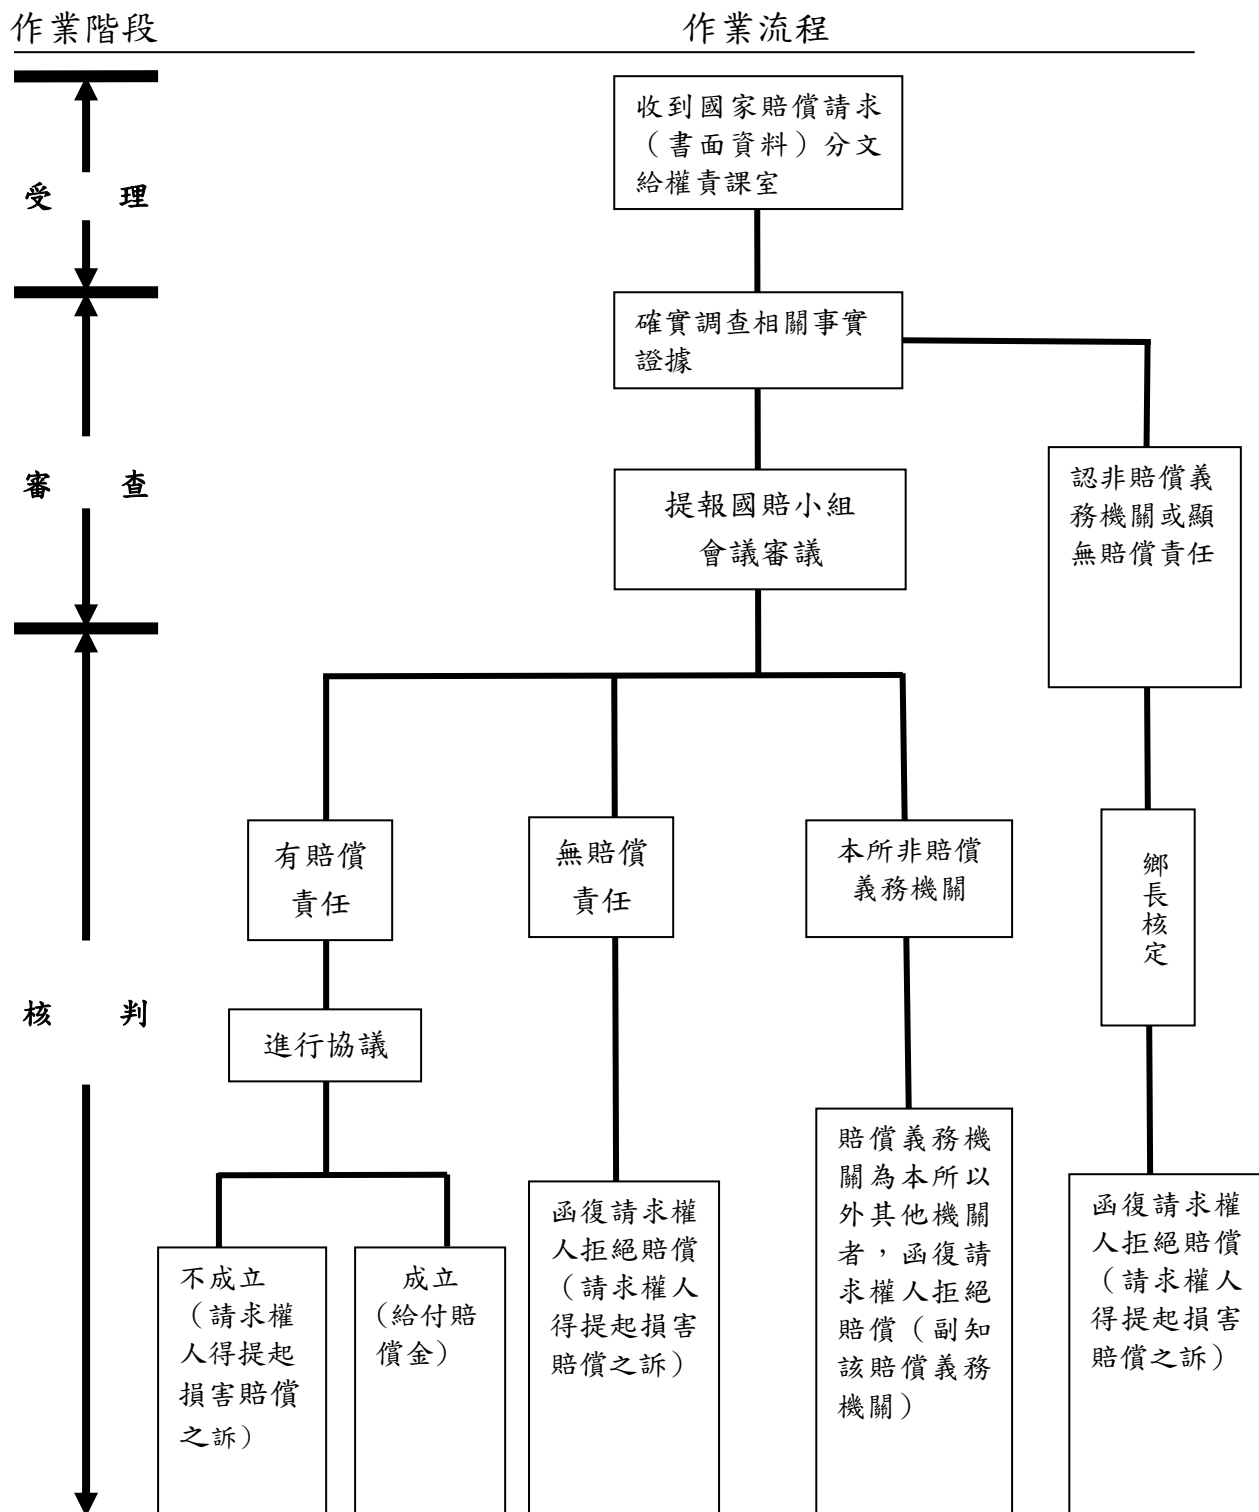 作業階段
作業流程
收到國家賠償請求
（書面資料）分文
給權責課室
受 理
確實調查相關事實
證據
審 查
提報國賠小組
會議審議
認非賠償義
務機關或顯
無賠償責任
有賠償
責任
無賠償
責任
本所非賠償
義務機關
鄉
長
核
定
核 判
進行協議
不成立
（請求權
人得提起
損害賠償
之訴）
成立
(給付賠
償金)
函復請求權
人拒絕賠償
（請求權人
得提起損害
賠償之訴）
賠償義務機
關為本所以
外其他機關
者，函復請
求權人拒絕
賠償（副知
該賠償義務
機關）
函復請求權
人拒絕賠償
（請求權人
得提起損害
賠償之訴）